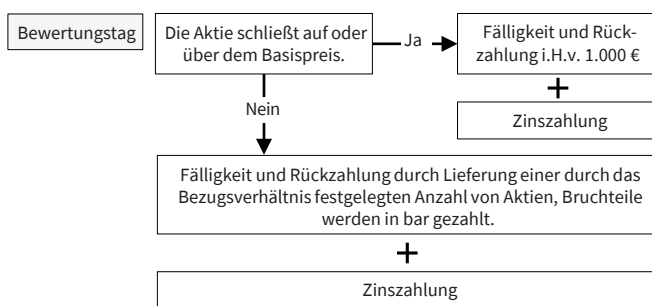 Bewertungstag
Die Aktie schließt auf oder
über dem Basispreis.
Ja
Fälligkeit und Rück-
zahlung i.H.v. 1.000 €
+
Zinszahlung
Nein
Fälligkeit und Rückzahlung durch Lieferung einer durch das
Bezugsverhältnis festgelegten Anzahl von Aktien, Bruchteile
werden in bar gezahlt.
+
Zinszahlung